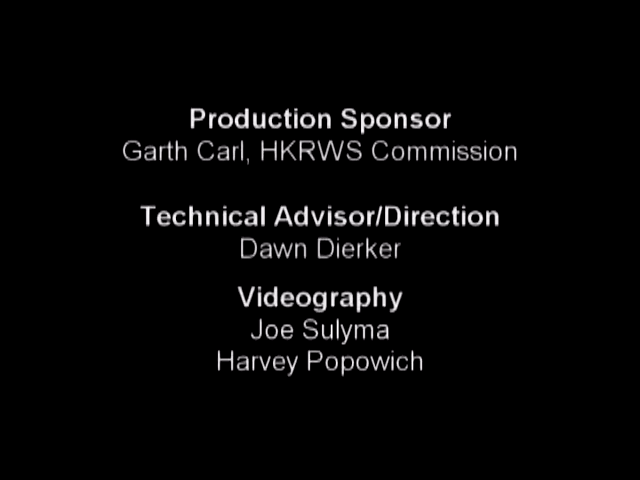 Production Sponsor
Garth Carl, HKRWS Commission
Technical Advisor/Direction
Dawn Dierker
Videography
Joe Sulyma
Harvey Popowich